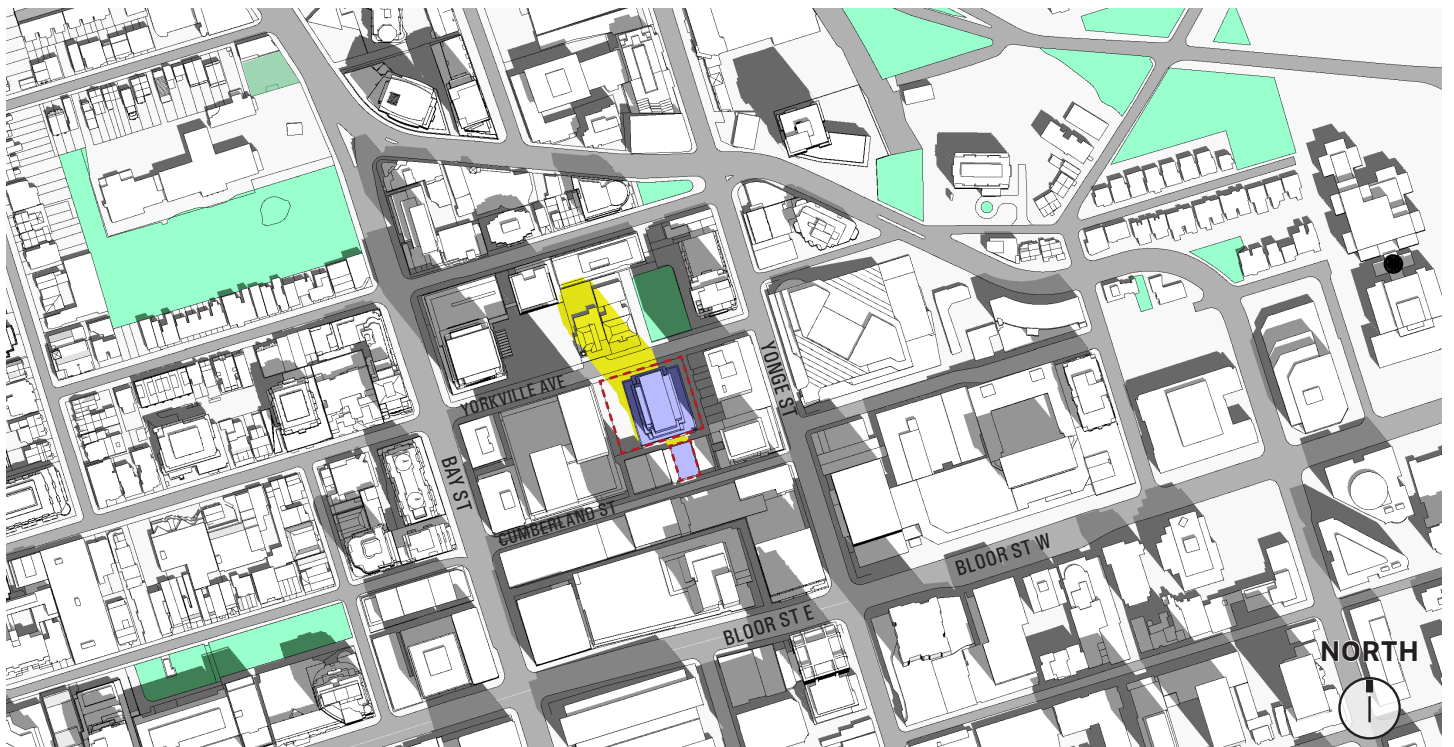 YORKVILLE AVE
YONGE ST
BAY ST
CUMBERLAND ST
BLOOR ST W
BLOOR ST E
NORTH